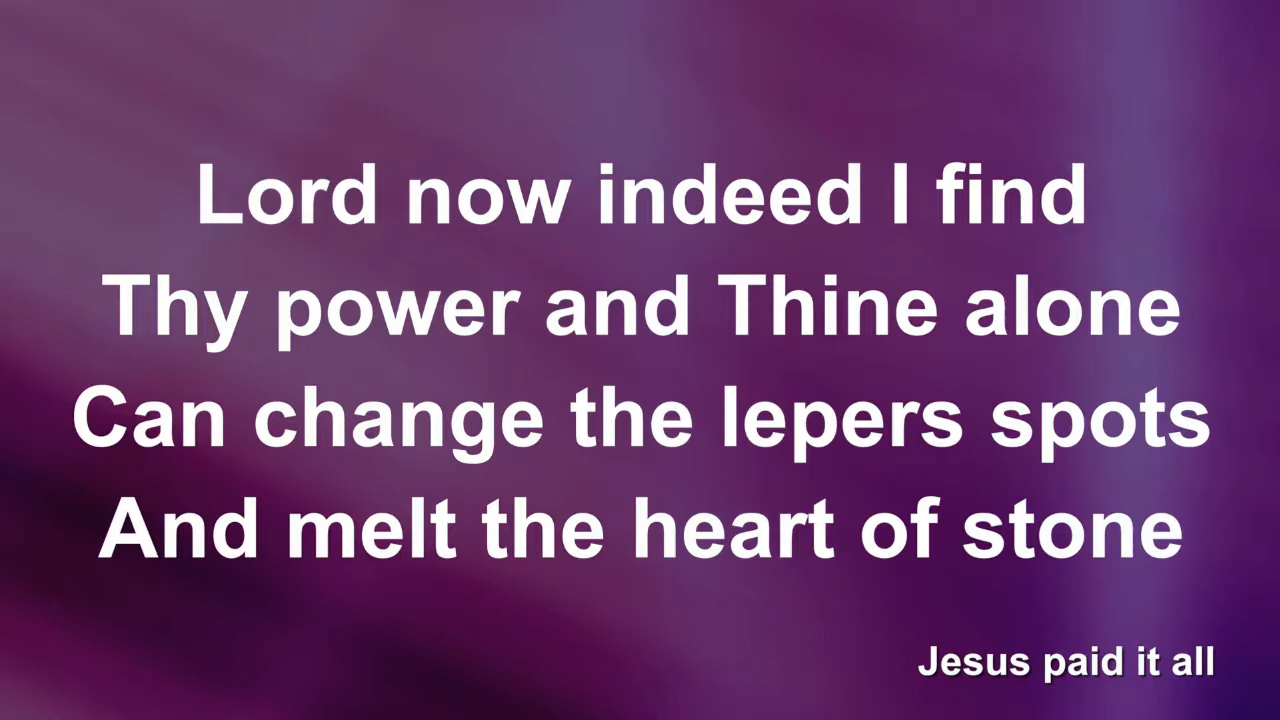 Lord now indeed I find
Thy power and Thine alone
Can change the lepers spots
And melt the heart of stone
Jesus paid it all